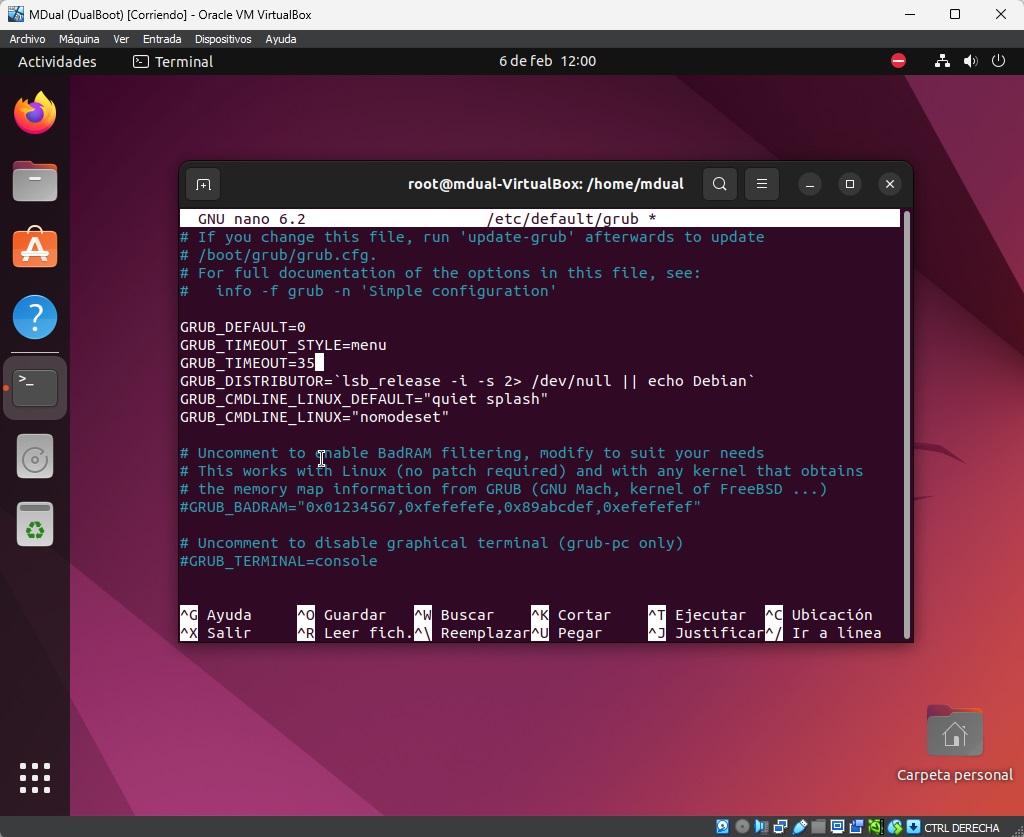 MDual (DualBoot) [Corriendo] - Oracle VM VirtualBox
Archivo Máquina Ver Entrada Dispositivos Ayuda
Actividades Terminal 6 de feb 12:00
root@mdual-VirtualBox: /home/mdual
GNU nano 6.2 /etc/default/grub *
# If you change this file, run 'update-grub' afterwards to update
# /boot/grub/grub.cfg.
# For full documentation of the options in this file, see:
#   info -f grub -n 'Simple configuration'
GRUB_DEFAULT=0
GRUB_TIMEOUT_STYLE=menu
GRUB_TIMEOUT=35
GRUB_DISTRIBUTOR=`lsb_release -i -s 2> /dev/null || echo Debian`
GRUB_CMDLINE_LINUX_DEFAULT="quiet splash"
GRUB_CMDLINE_LINUX="nomodeset"
# Uncomment to enable BadRAM filtering, modify to suit your needs
# This works with Linux (no patch required) and with any kernel that obtains
# the memory map information from GRUB (GNU Mach, kernel of FreeBSD ...)
#GRUB_BADRAM="0x01234567,0xfefefefe,0x89abcdef,0xefefefef"
# Uncomment to disable graphical terminal (grub-pc only)
#GRUB_TERMINAL=console
^G Ayuda ^O Guardar ^W Buscar ^K Cortar ^T Ejecutar ^C Ubicación
^X Salir ^R Leer fich. ^\ Reemplazar ^U Pegar ^J Justificar ^/ Ir a línea
Carpeta personal
CTRL DERECHA